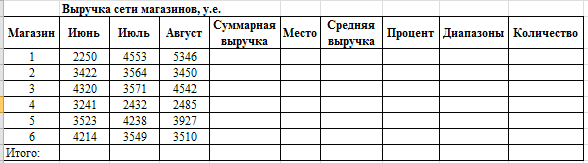 Выручка сети магазинов, у.е.
Магазин Июнь Июль Август Суммарная выручка Место Средняя выручка Процент Диапазоны Количество
1 2250 4553 5346
2 3422 3564 3450
3 4320 3571 4542
4 3241 2432 2485
5 3523 4238 3927
6 4214 3549 3510
Итого: